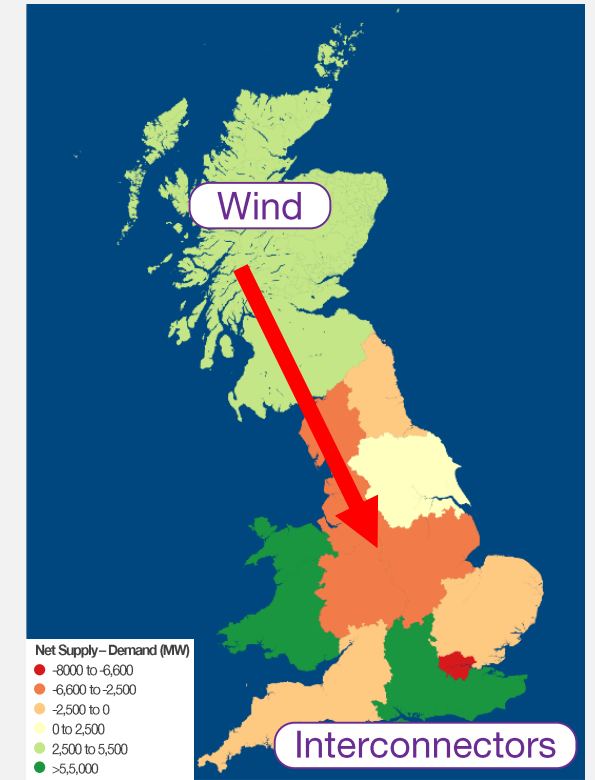 Wind
Net Supply – Demand (MW)
-8000 to -6,600
-6,600 to -2,500
-2,500 to 0
0 to 2,500
2,500 to 5,500
>5,5,000
Interconnectors